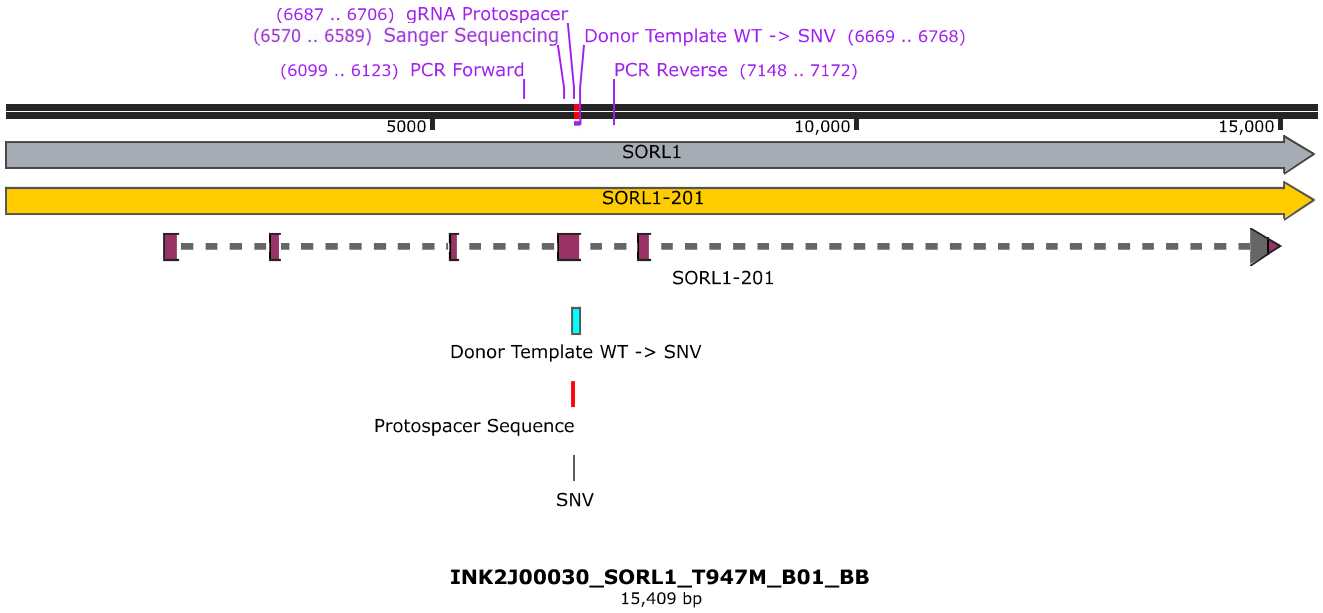 (6687 .. 6706) gRNA Protospacer
(6570 .. 6589) Sanger Sequencing Donor Template WT -> SNV (6669 .. 6768)
(6099 .. 6123) PCR Forward PCR Reverse (7148 .. 7172)
5000 10,000 15,000
SORL1
SORL1-201
SORL1-201
Donor Template WT -> SNV
Protospacer Sequence
SNV
INK2J00030_SORL1_T947M_B01_BB
15,409 bp